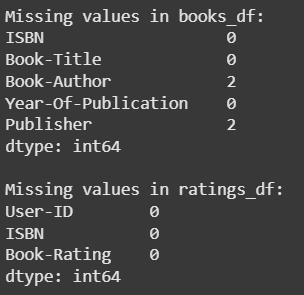 Missing values in books_df:
ISBN 0
Book-Title 0
Book-Author 2
Year-Of-Publication 0
Publisher 2
dtype: int64
Missing values in ratings_df:
User-ID 0
ISBN 0
Book-Rating 0
dtype: int64